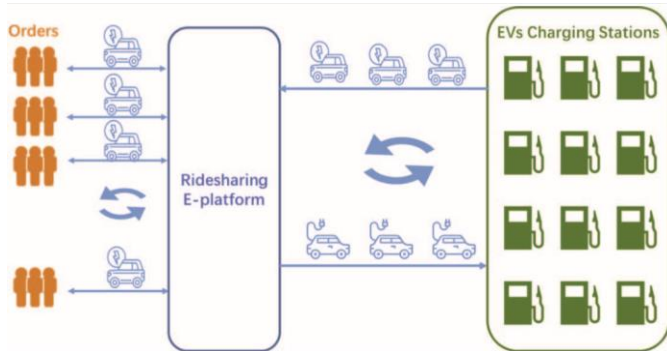 Orders
EVs Charging Stations
Ridesharing
E-platform